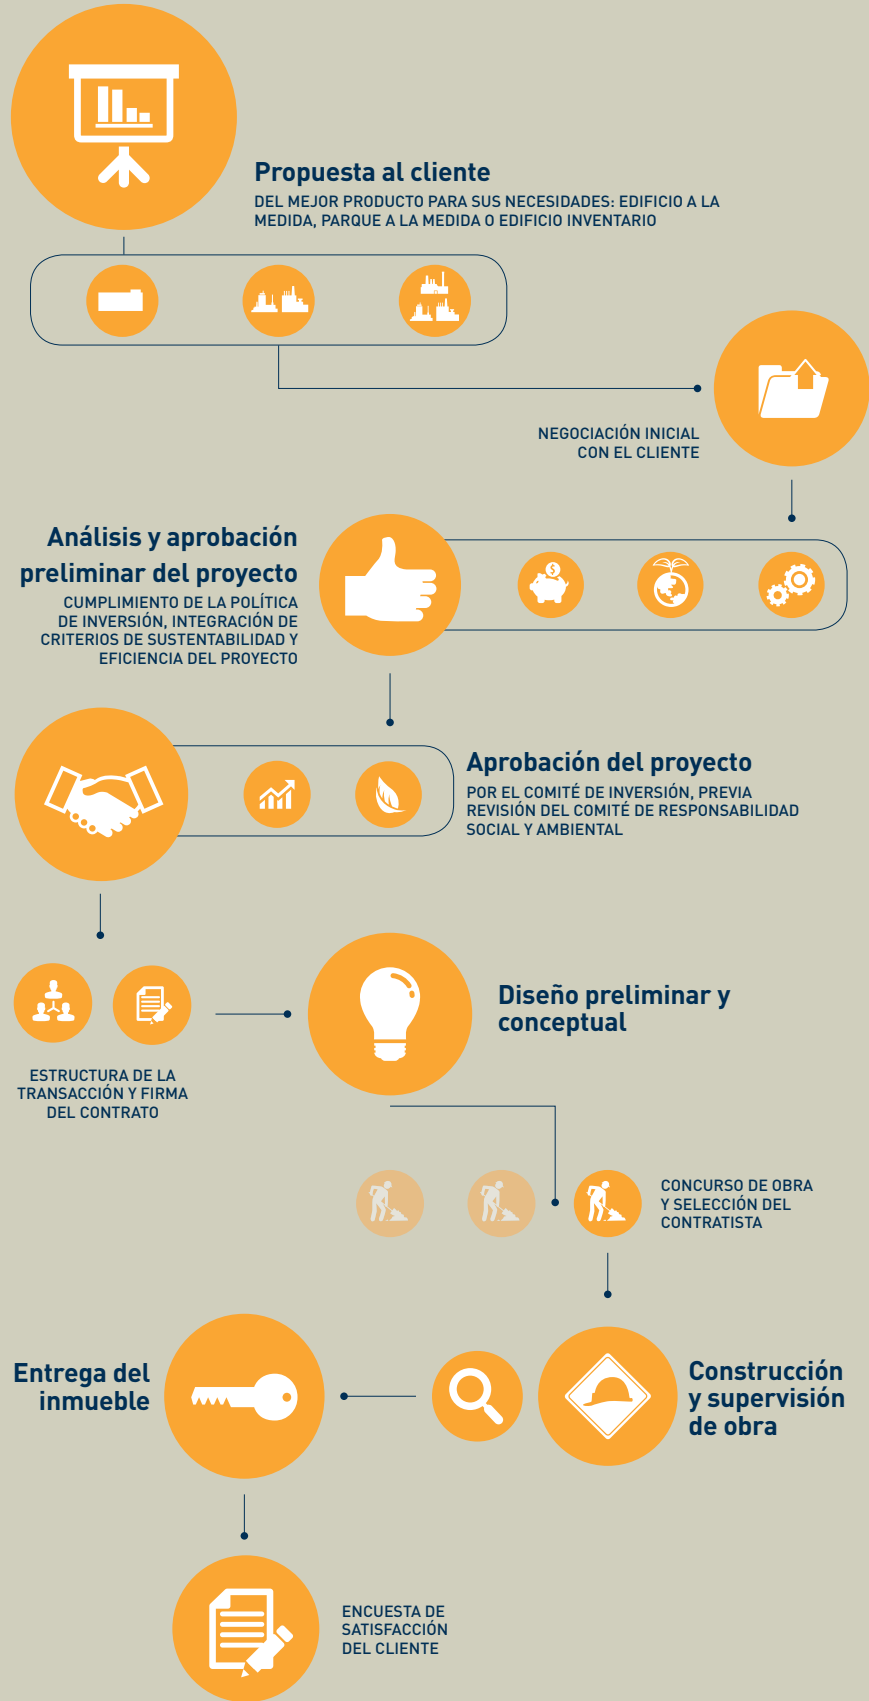 Propuesta al cliente
DEL MEJOR PRODUCTO PARA SUS NECESIDADES: EDIFICIO A LA
MEDIDA, PARQUE A LA MEDIDA O EDIFICIO INVENTARIO
NEGOCIACIÓN INICIAL
CON EL CLIENTE
Análisis y aprobación
preliminar del proyecto
CUMPLIMIENTO DE LA POLÍTICA
DE INVERSIÓN, INTEGRACIÓN DE
CRITERIOS DE SUSTENTABILIDAD Y
EFICIENCIA DEL PROYECTO
$
Aprobación del proyecto
POR EL COMITÉ DE INVERSIÓN, PREVIA
REVISIÓN DEL COMITÉ DE RESPONSABILIDAD
SOCIAL Y AMBIENTAL
ESTRUCTURA DE LA
TRANSACCIÓN Y FIRMA
DEL CONTRATO
Diseño preliminar y
conceptual
CONCURSO DE OBRA
Y SELECCIÓN DEL
CONTRATISTA
Construcción
y supervisión
de obra
Entrega del
inmueble
ENCUESTA DE
SATISFACCIÓN
DEL CLIENTE